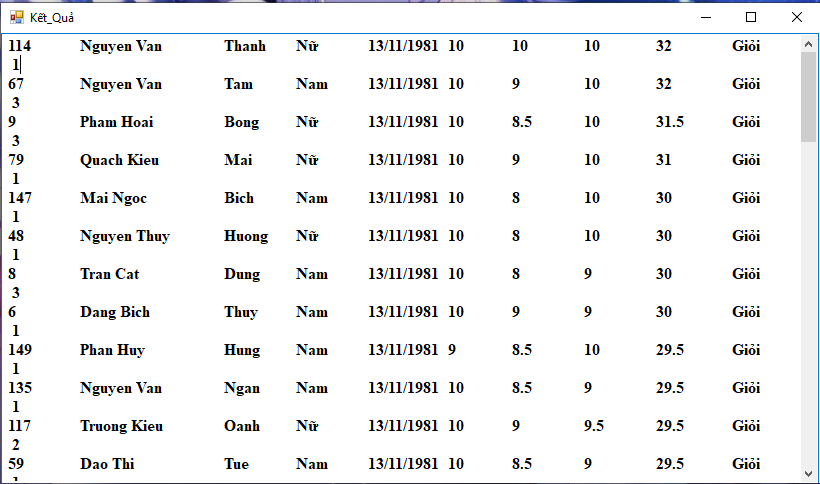 Kết_Quả
114 Nguyen Van Thanh Nữ 13/11/1981 10 10 10 32 Giỏi
1
67 Nguyen Van Tam Nam 13/11/1981 10 9 10 32 Giỏi
3
9 Pham Hoai Bong Nữ 13/11/1981 10 8.5 10 31.5 Giỏi
3
79 Quach Kieu Mai Nữ 13/11/1981 10 9 10 31 Giỏi
1
147 Mai Ngoc Bich Nam 13/11/1981 10 8 10 30 Giỏi
1
48 Nguyen Thuy Huong Nữ 13/11/1981 10 8 10 30 Giỏi
1
8 Tran Cat Dung Nam 13/11/1981 10 8 9 30 Giỏi
3
6 Dang Bich Thuy Nam 13/11/1981 10 9 9 30 Giỏi
1
149 Phan Huy Hung Nam 13/11/1981 9 8.5 10 29.5 Giỏi
1
135 Nguyen Van Ngan Nam 13/11/1981 10 8.5 9 29.5 Giỏi
1
117 Truong Kieu Oanh Nữ 13/11/1981 10 9 9.5 29.5 Giỏi
2
59 Dao Thi Tue Nam 13/11/1981 10 8.5 9 29.5 Giỏi